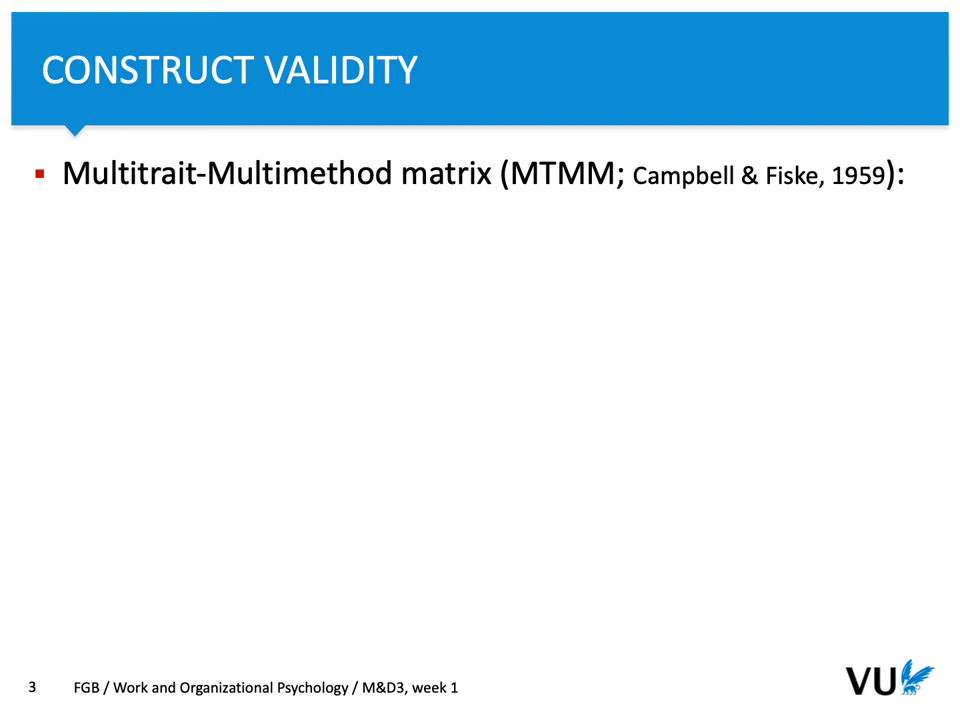 CONSTRUCT VALIDITY
▪ Multitrait-Multimethod matrix (MTMM; Campbell & Fiske, 1959):
3 FGB / Work and Organizational Psychology / M&D3, week 1
VU